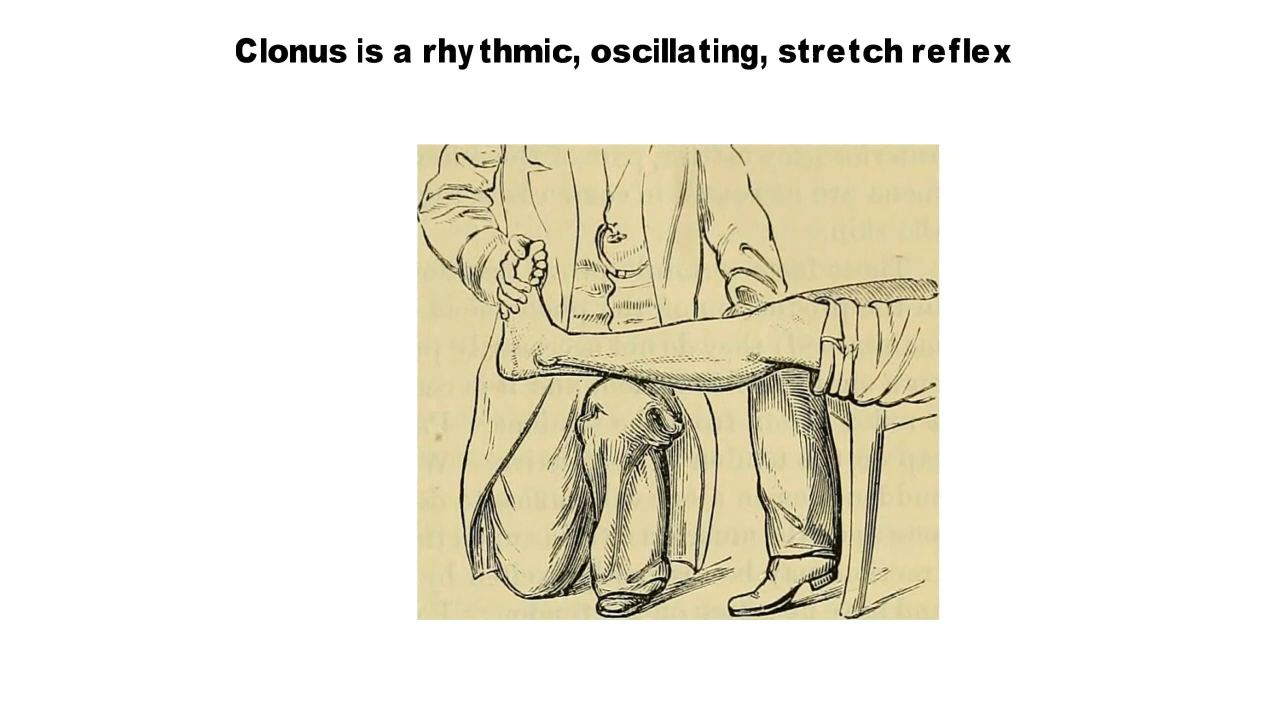 Clonus is a rhythmic, oscillating, stretch reflex